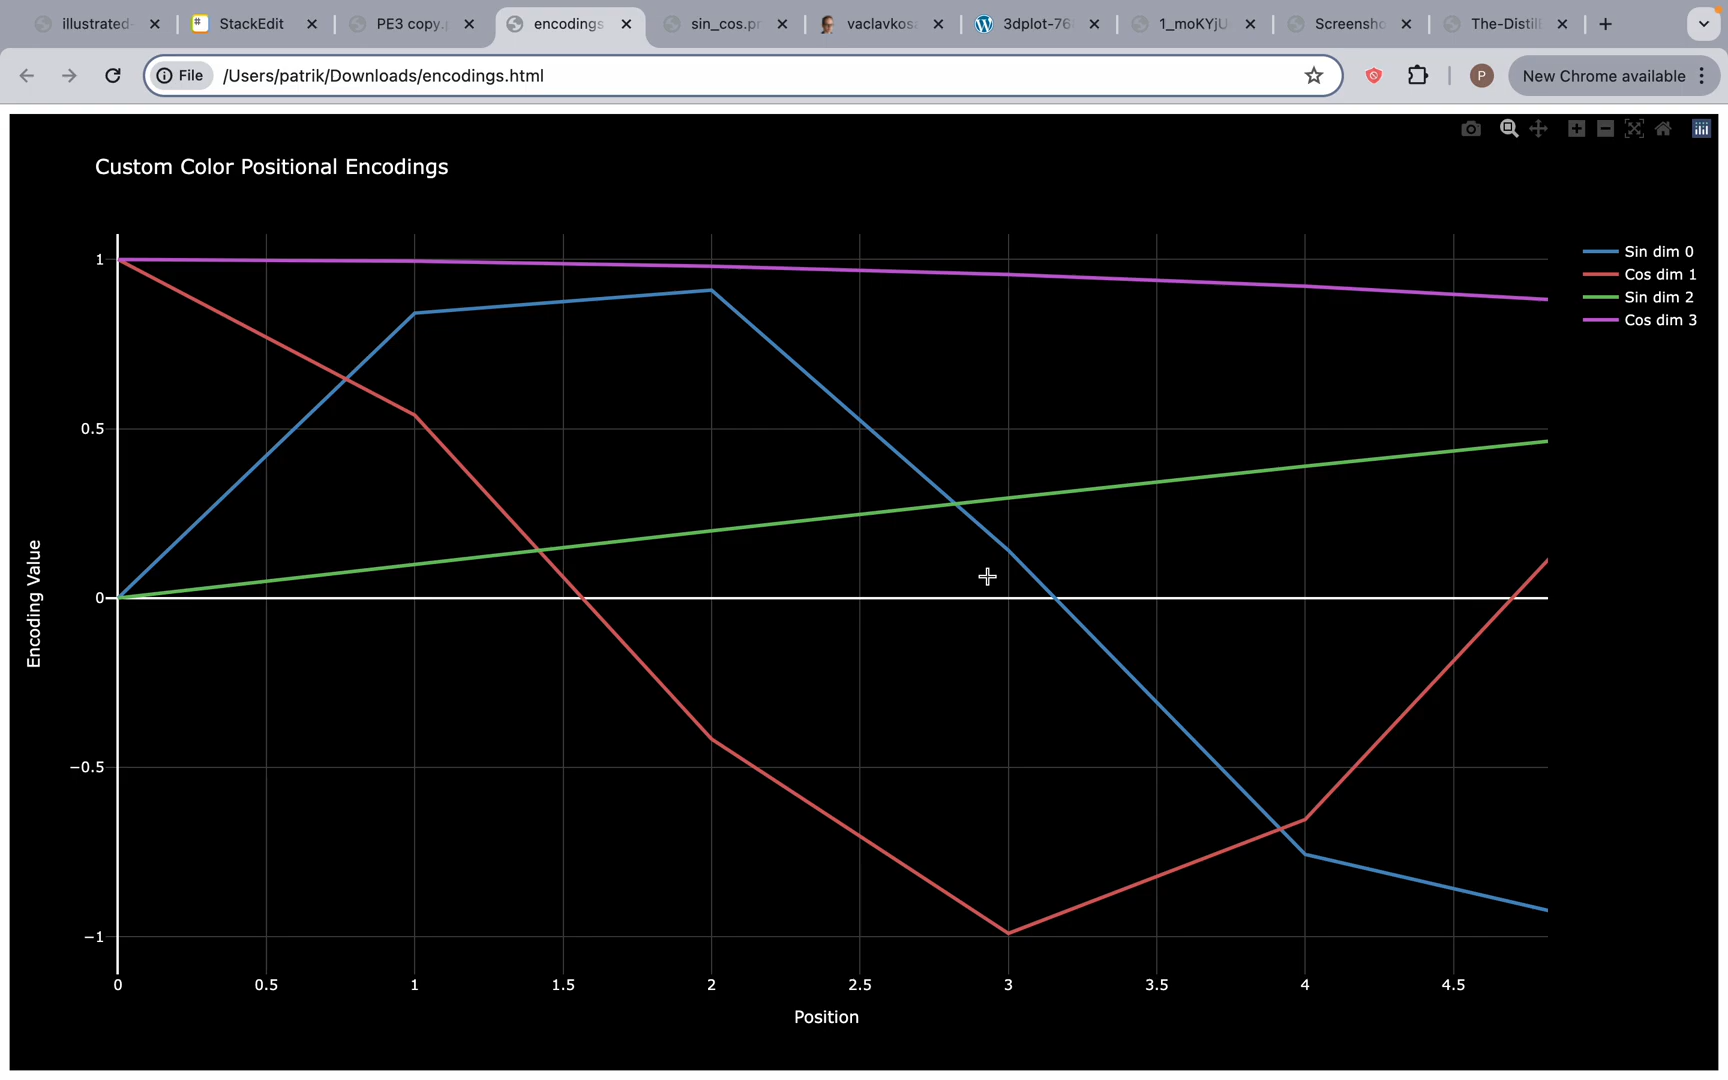 illustrated- StackEdit PE3 copy. encodings sin_cos.pr vaclavkosa 3dplot-76 1_moKYjU Screensho The-Distill
File /Users/patrik/Downloads/encodings.html P New Chrome available
Custom Color Positional Encodings
Sin dim 0
Cos dim 1
Sin dim 2
Cos dim 3
1
0.5
0
−0.5
−1
Encoding Value
0 0.5 1 1.5 2 2.5 3 3.5 4 4.5
Position